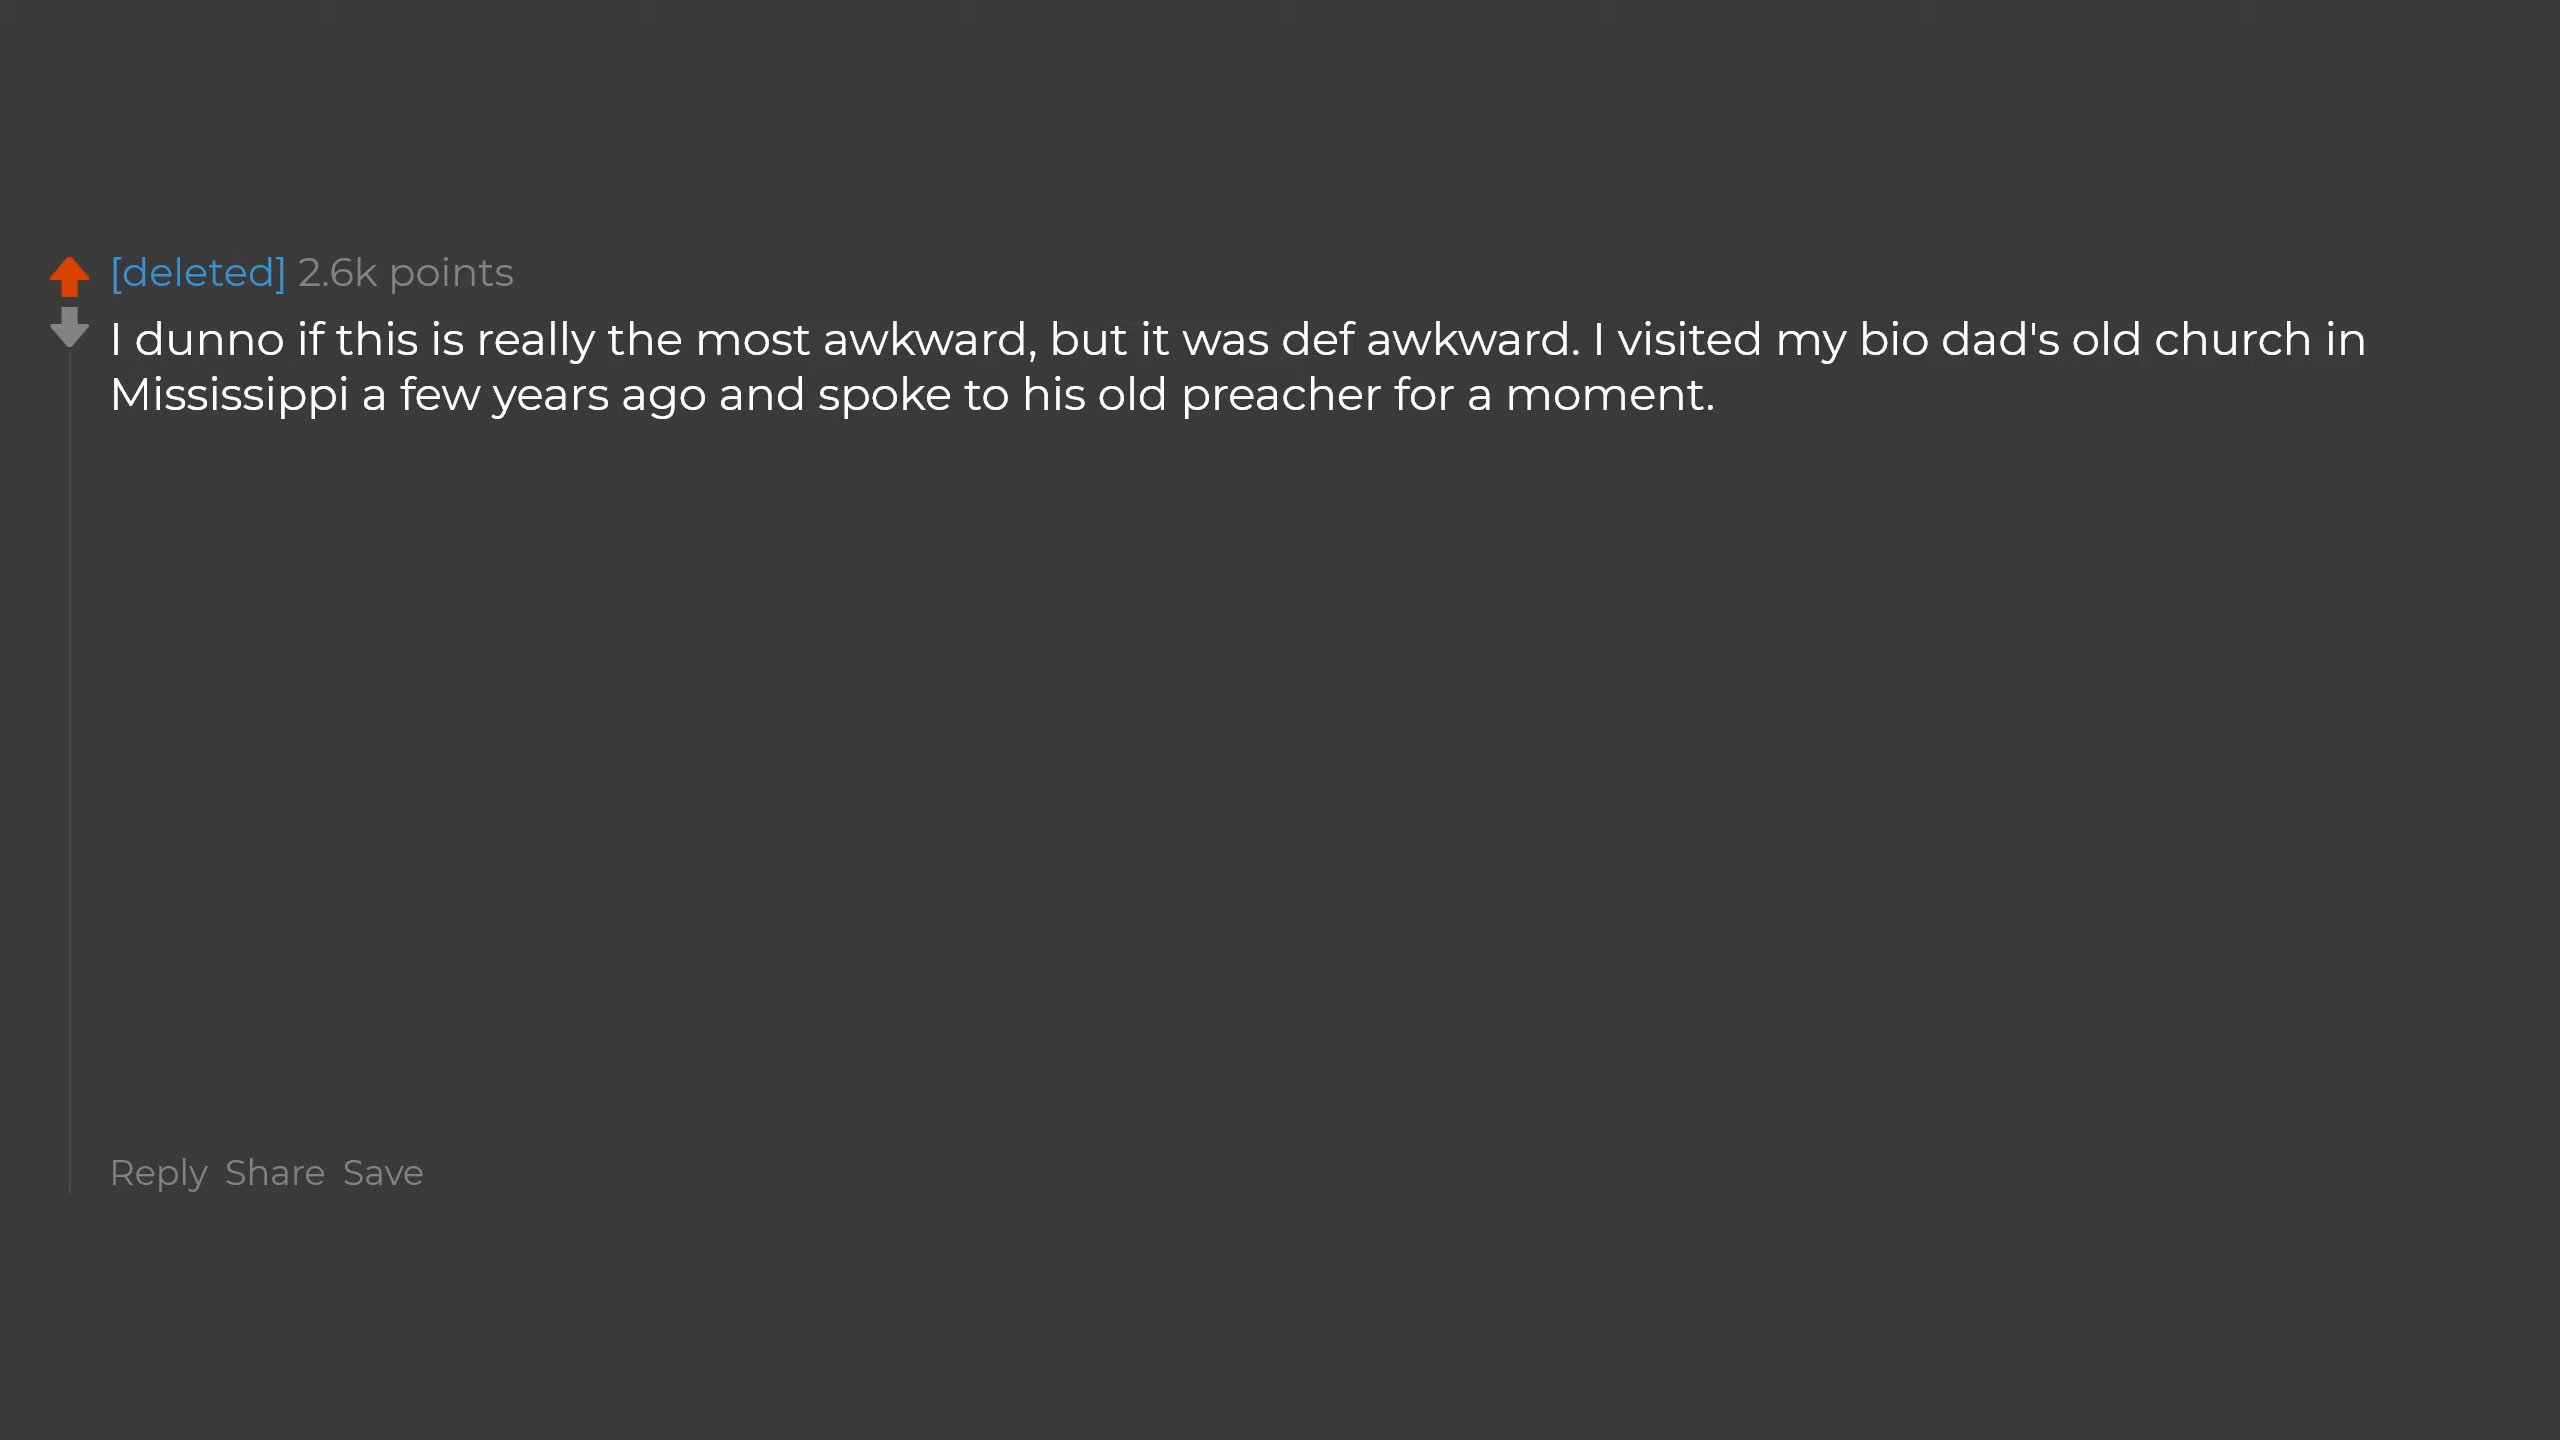 [deleted] 2.6k points
I dunno if this is really the most awkward, but it was def awkward. I visited my bio dad's old church in
Mississippi a few years ago and spoke to his old preacher for a moment.
Reply Share Save